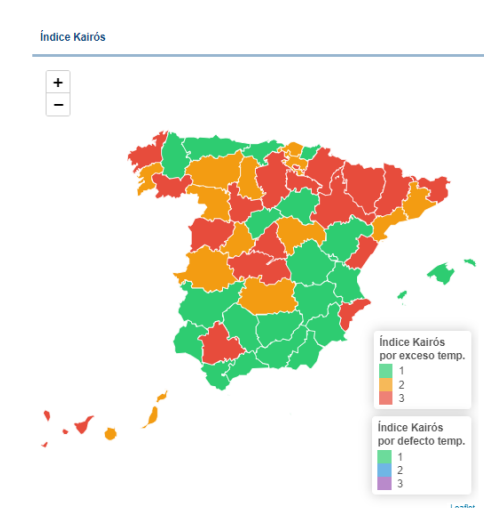 Índice Kairós
+
−
Índice Kairós
por exceso temp.
1
2
3
Índice Kairós
por defecto temp.
1
2
3
Leaflet